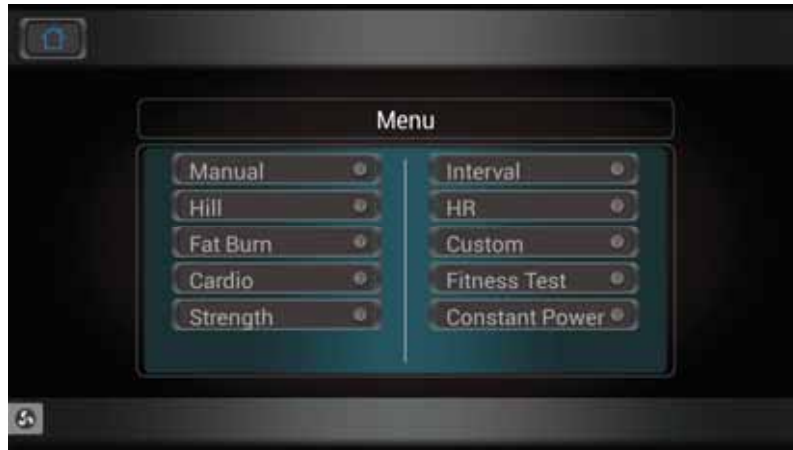 Menu
Manual
Hill
Fat Burn
Cardio
Strength
Interval
HR
Custom
Fitness Test
Constant Power